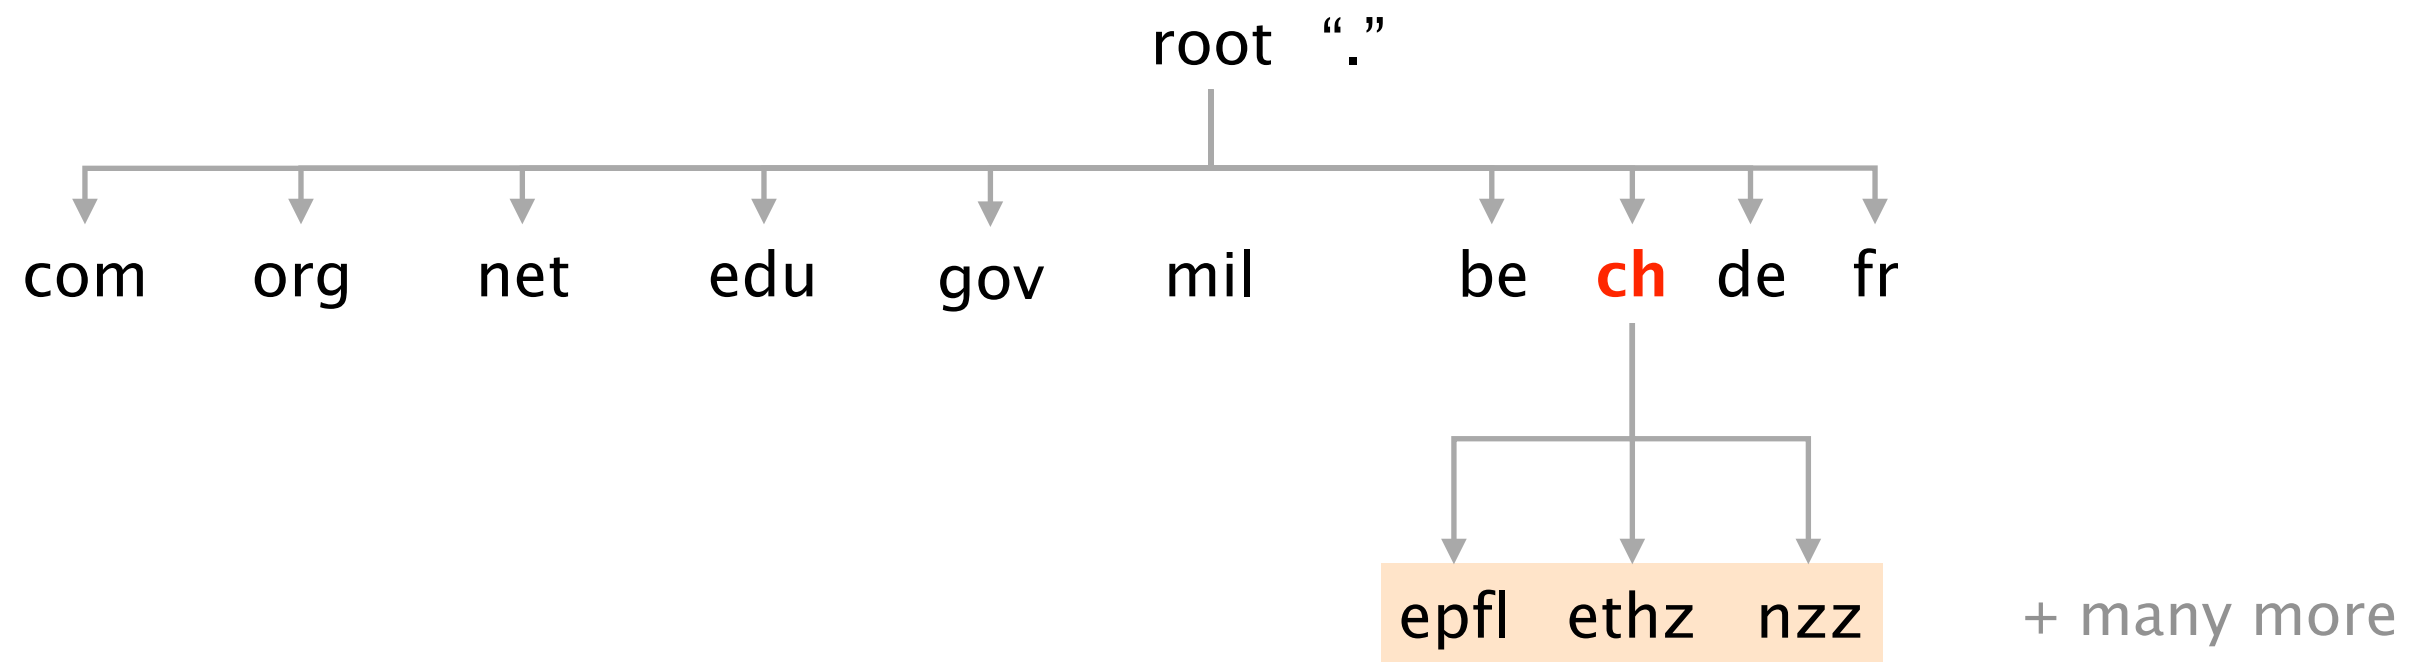 root “.”
com org net edu gov mil be ch de fr
epfl ethz nzz + many more